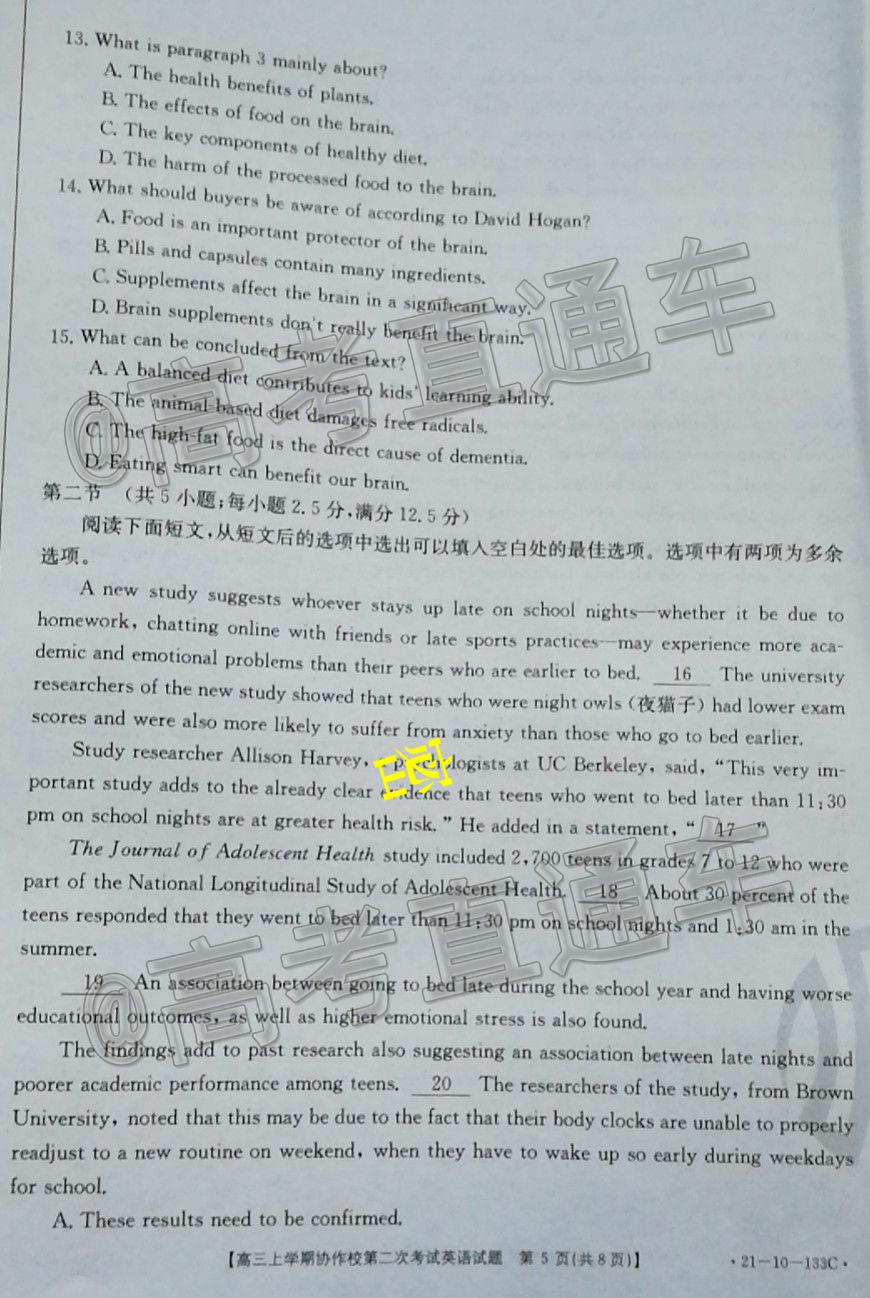 13. What is paragraph 3 mainly about?
A. The health benefits of plants.
B. The effects of food on the brain.
C. The key components of healthy diet.
D. The harm of the processed food to the brain.
14. What should buyers be aware of according to David Hogan?
A. Food is an important protector of the brain.
B. Pills and capsules contain many ingredients.
C. Supplements affect the brain in a significant way.
D. Brain supplements don't really benefit the brain.
15. What can be concluded from the text?
A. A balanced diet contributes to kids' learning ability.
B. The animal-based diet damages free radicals.
C. The high-fat food is the direct cause of dementia.
D. Eating smart can benefit our brain.
第二节 (共5小题;每小题2.5分,满分12.5分)
阅读下面短文,从短文后的选项中选出可以填入空白处的最佳选项。选项中有两项为多余
选项。
A new study suggests whoever stays up late on school nights—whether it be due to
homework, chatting online with friends or late sports practices—may experience more aca-
demic and emotional problems than their peers who are earlier to bed. 16 The university
researchers of the new study showed that teens who were night owls (夜猫子) had lower exam
scores and were also more likely to suffer from anxiety than those who go to bed earlier.
Study researcher Allison Harvey, psychologists at UC Berkeley, said, "This very im-
portant study adds to the already clear evidence that teens who went to bed later than 11:30
pm on school nights are at greater health risk." He added in a statement, " 17 "
The Journal of Adolescent Health study included 2,700 teens in grades 7 to 12 who were
part of the National Longitudinal Study of Adolescent Health. 18 About 30 percent of the
teens responded that they went to bed later than 11:30 pm on school nights and 1:30 am in the
summer.
19 An association between going to bed late during the school year and having worse
educational outcomes, as well as higher emotional stress is also found.
The findings add to past research also suggesting an association between late nights and
poorer academic performance among teens. 20 The researchers of the study, from Brown
University, noted that this may be due to the fact that their body clocks are unable to properly
readjust to a new routine on weekend, when they have to wake up so early during weekdays
for school.
A. These results need to be confirmed.
【高三上学期协作校第二次考试英语试题 第5页(共8页)】 ·21-10-133C·
@高考直通车
@高考直通车